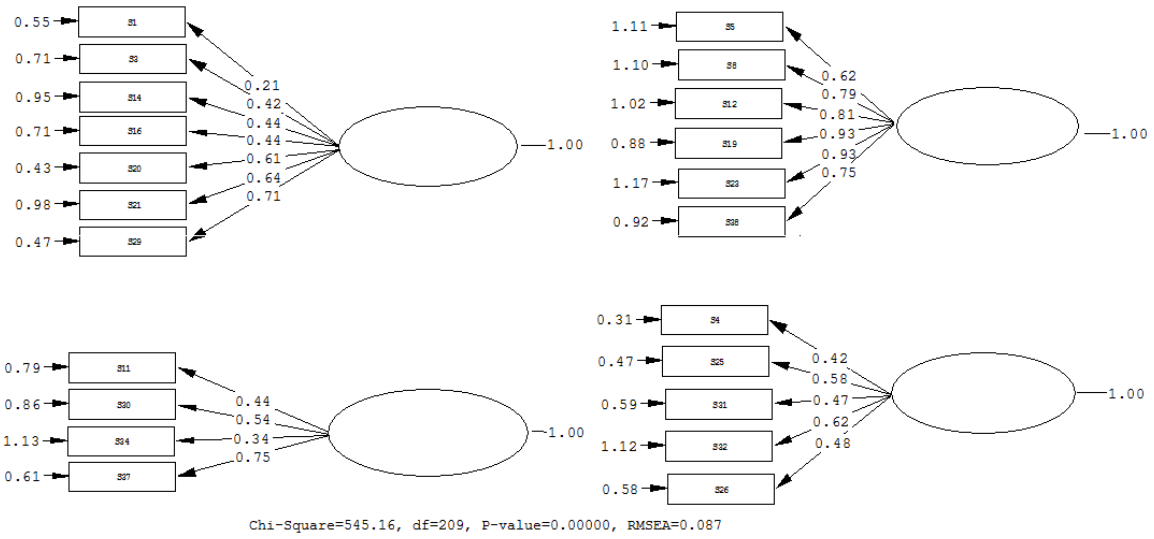 0.55 S1
0.71 S3
0.95 S14
0.71 S16
0.43 S20
0.98 S21
0.47 S29
0.21
0.42
0.44
0.44
0.61
0.64
0.71
1.00
1.11 S5
1.10 S8
1.02 S12
0.88 S19
1.17 S23
0.92 S38
0.62
0.79
0.81
0.93
0.93
0.75
1.00
0.79 S11
0.86 S30
1.13 S34
0.61 S37
0.44
0.54
0.34
0.75
1.00
0.31 S4
0.47 S25
0.59 S31
1.12 S32
0.58 S26
0.42
0.58
0.47
0.62
0.48
1.00
Chi-Square=545.16, df=209, P-value=0.00000, RMSEA=0.087